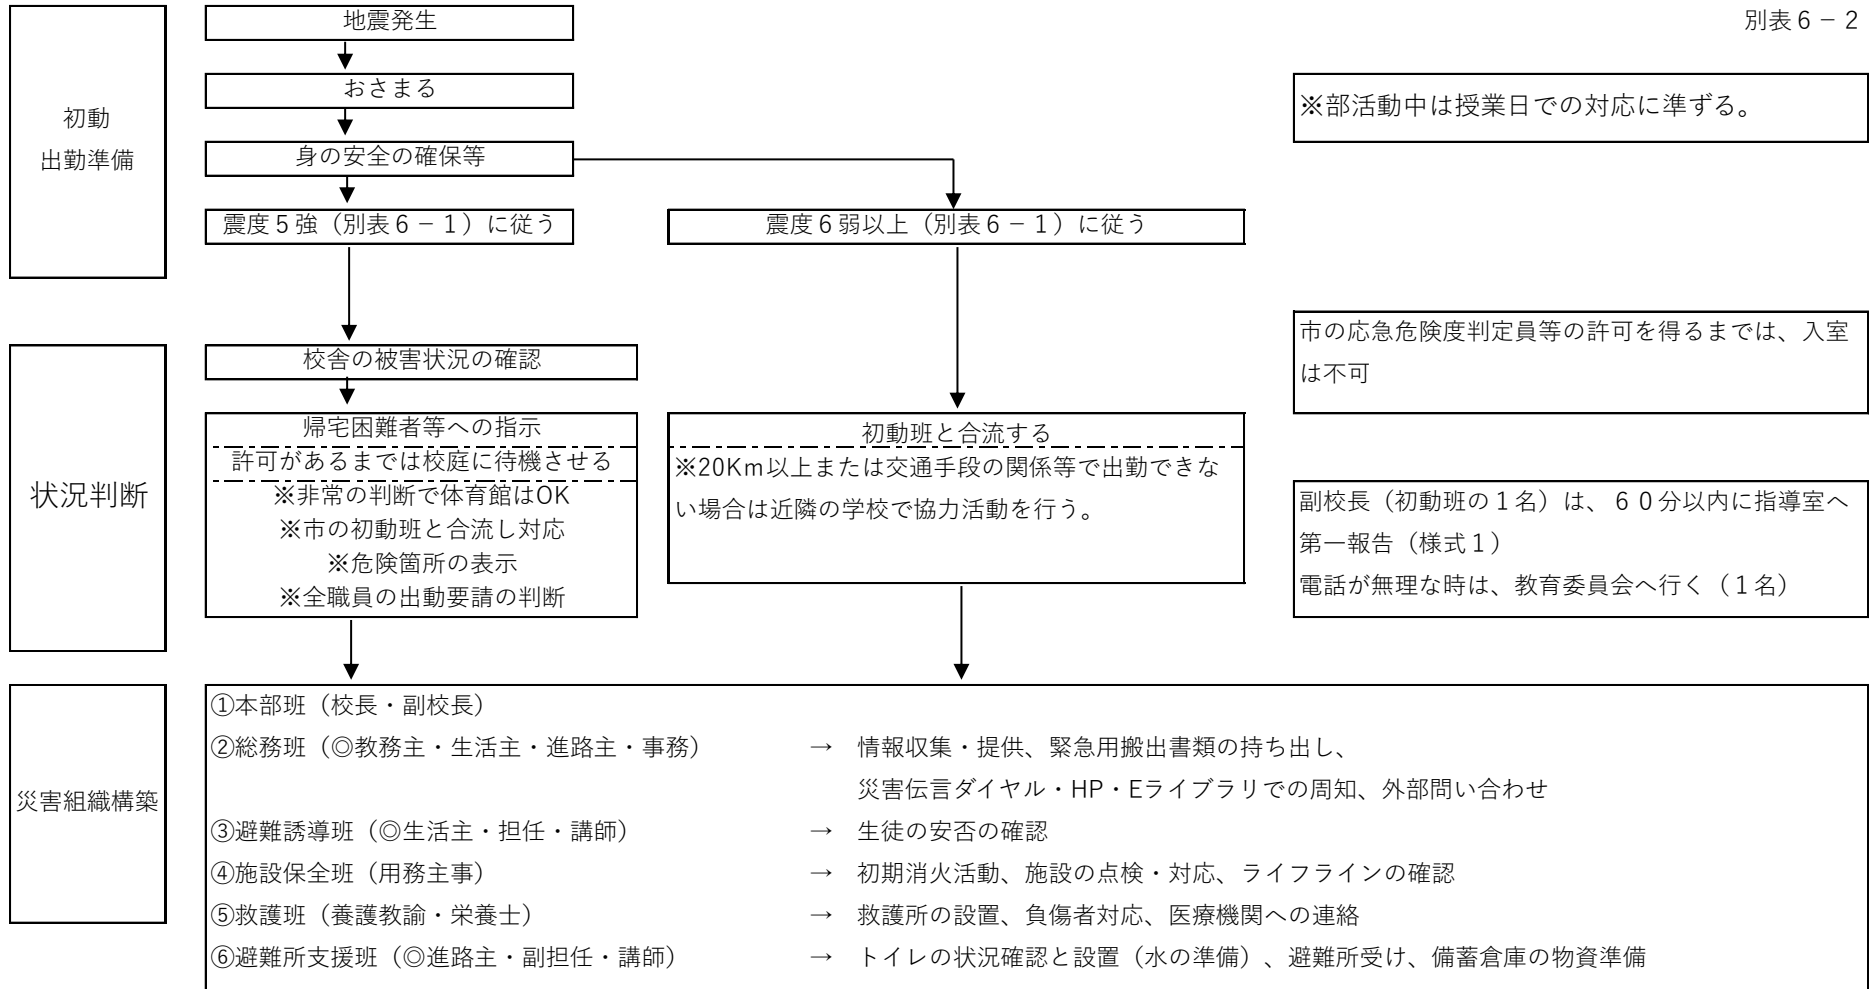 別表６－２
地震発生
おさまる
※部活動中は授業日での対応に準ずる。
初動
出勤準備
身の安全の確保等
震度５強（別表６－１）に従う
震度６弱以上（別表６－１）に従う
市の応急危険度判定員等の許可を得るまでは、入室
は不可
状況判断
校舎の被害状況の確認
帰宅困難者等への指示
許可があるまでは校庭に待機させる
※非常の判断で体育館はOK
※市の初動班と合流し対応
※危険箇所の表示
※全職員の出動要請の判断
初動班と合流する
※20Km以上または交通手段の関係等で出勤できな
い場合は近隣の学校で協力活動を行う。
副校長（初動班の１名）は、６０分以内に指導室へ
第一報告（様式１）
電話が無理な時は、教育委員会へ行く（１名）
災害組織構築
①本部班（校長・副校長）
②総務班（◎教務主・生活主・進路主・事務） → 情報収集・提供、緊急用搬出書類の持ち出し、
災害伝言ダイヤル・HP・Eライブラリでの周知、外部問い合わせ
③避難誘導班（◎生活主・担任・講師） → 生徒の安否の確認
④施設保全班（用務主事） → 初期消火活動、施設の点検・対応、ライフラインの確認
⑤救護班（養護教諭・栄養士） → 救護所の設置、負傷者対応、医療機関への連絡
⑥避難所支援班（◎進路主・副担任・講師） → トイレの状況確認と設置（水の準備）、避難所受け、備蓄倉庫の物資準備